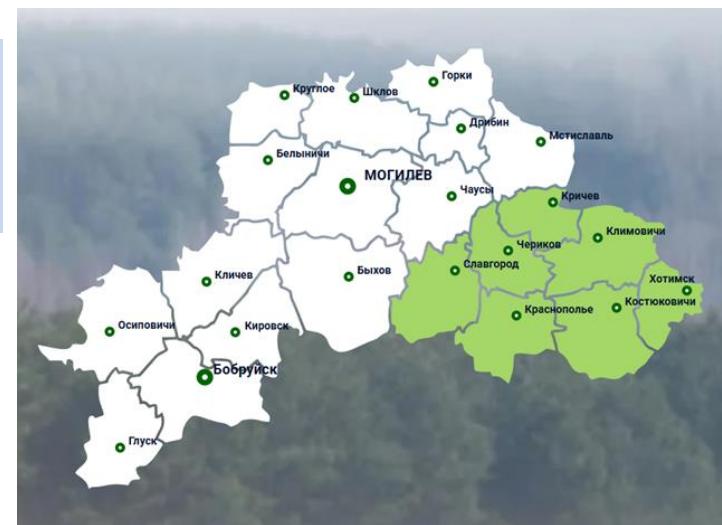 Горки
Круглое
Шклов
Дрибин
Мстиславль
Белыничи
МОГИЛЕВ
Чаусы
Кричев
Климовичи
Чериков
Славгород
Быхов
Кличев
Хотимск
Костюковичи
Краснополье
Осиповичи
Кировск
Бобруйск
Глуск